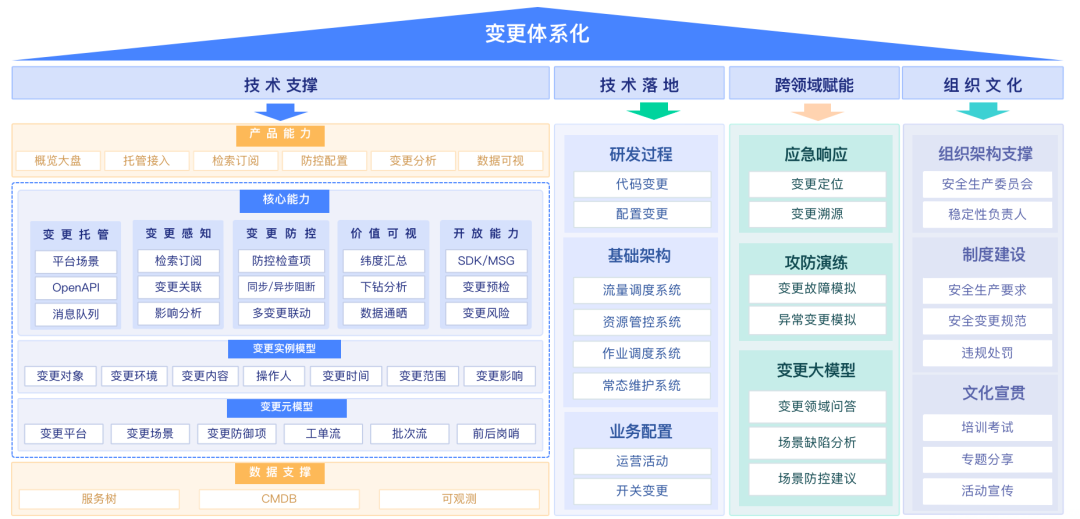 变更体系化
技术支撑
技术落地
跨领域赋能
组织文化
产品能力
概览大盘 托管接入 检索订阅 防控配置 变更分析 数据可视
核心能力
变更托管
平台场景
OpenAPI
消息队列
变更感知
检索订阅
变更关联
影响分析
变更防控
防控检查项
同步/异步阻断
多变更联动
价值可视
纬度汇总
下钻分析
数据通晒
开放能力
SDK/MSG
变更预检
变更风险
变更实例模型
变更对象 变更环境 变更内容 操作人 变更时间 变更范围 变更影响
变更元模型
变更平台 变更场景 变更防御项 工单流 批次流 前后岗哨
数据支撑
服务树 CMDB 可观测
研发过程
代码变更
配置变更
基础架构
流量调度系统
资源管控系统
作业调度系统
常态维护系统
业务配置
运营活动
开关变更
应急响应
变更定位
变更溯源
攻防演练
变更故障模拟
异常变更模拟
变更大模型
变更领域问答
场景缺陷分析
场景防控建议
组织架构支撑
安全生产委员会
稳定性负责人
制度建设
安全生产要求
安全变更规范
违规处罚
文化宣贯
培训考试
专题分享
活动宣传